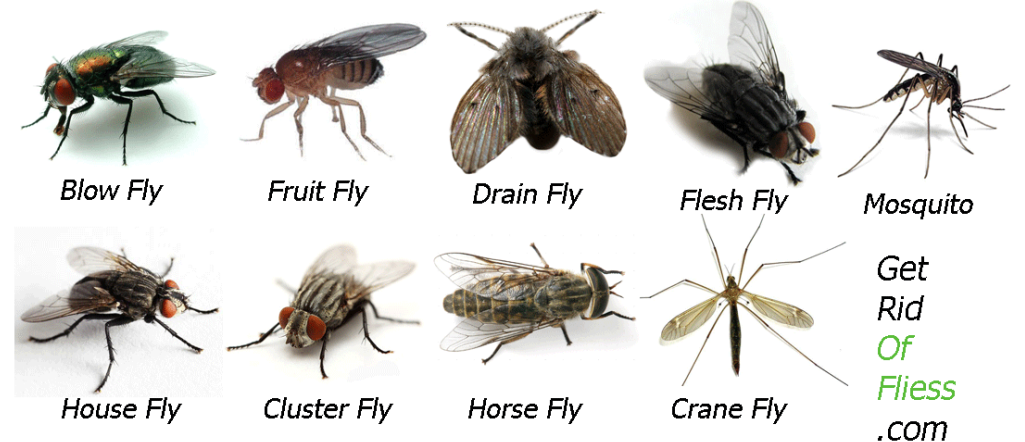 Blow Fly
Fruit Fly
Drain Fly
Flesh Fly
Mosquito
House Fly
Cluster Fly
Horse Fly
Crane Fly
Get
Rid
Of
Fliess
.com